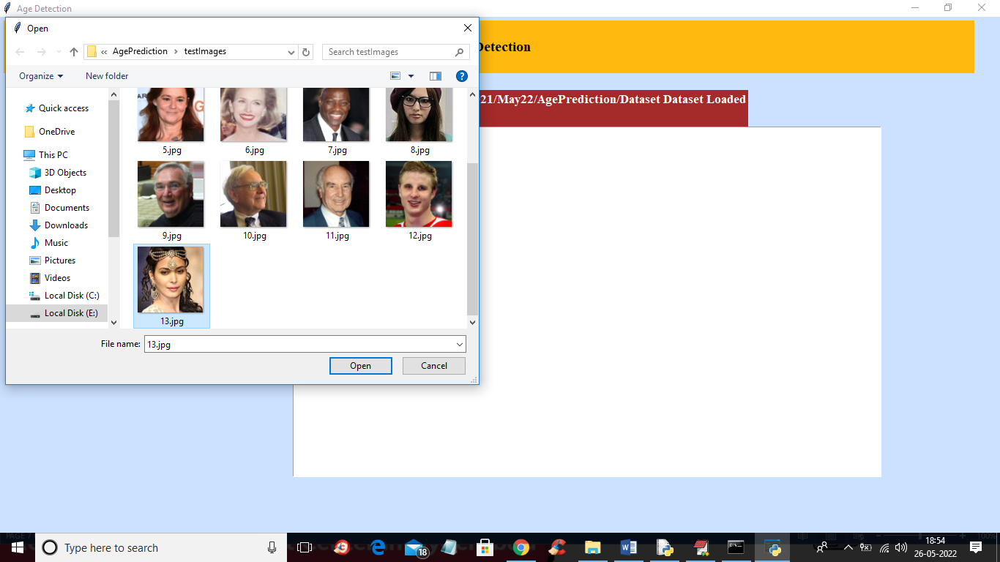 Age Detection
Open
« AgePrediction › testImages
Search testImages
Detection
Organize
New folder
?
21/May22/AgePrediction/Dataset Dataset Loaded
Quick access
OneDrive
This PC
3D Objects
Desktop
Documents
Downloads
Music
Pictures
Videos
Local Disk (C:)
Local Disk (E:)
5.jpg
6.jpg
7.jpg
8.jpg
9.jpg
10.jpg
11.jpg
12.jpg
13.jpg
File name:
13.jpg
Open
Cancel
Type here to search
18
100%
18:54
26-05-2022